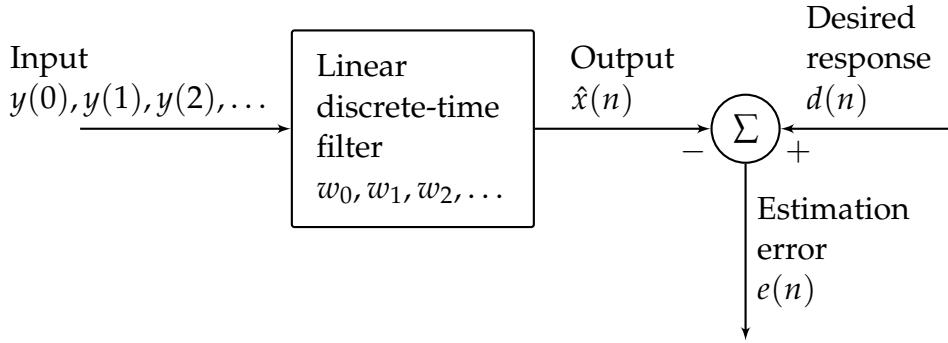 Input
y(0), y(1), y(2), . . .
Linear
discrete-time
filter
w₀, w₁, w₂, . . .
Output
x̂(n)
Desired
response
d(n)
−
Σ
+
Estimation
error
e(n)